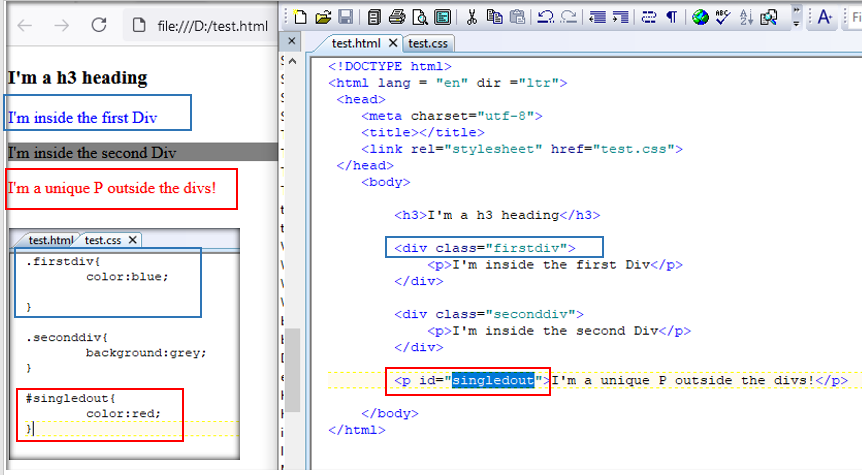 file:///D:/test.html
I'm a h3 heading
I'm inside the first Div
I'm inside the second Div
I'm a unique P outside the divs!
test.html test.css
.firstdiv{
color:blue;
}
.seconddiv{
background:grey;
}
#singledout{
color:red;
}
test.html test.css
<!DOCTYPE html>
<html lang = "en" dir ="ltr">
<head>
<meta charset="utf-8">
<title></title>
<link rel="stylesheet" href="test.css">
</head>
<body>
<h3>I'm a h3 heading</h3>
<div class="firstdiv">
<p>I'm inside the first Div</p>
</div>
<div class="seconddiv">
<p>I'm inside the second Div</p>
</div>
<p id="singledout">I'm a unique P outside the divs!</p>
</body>
</html>